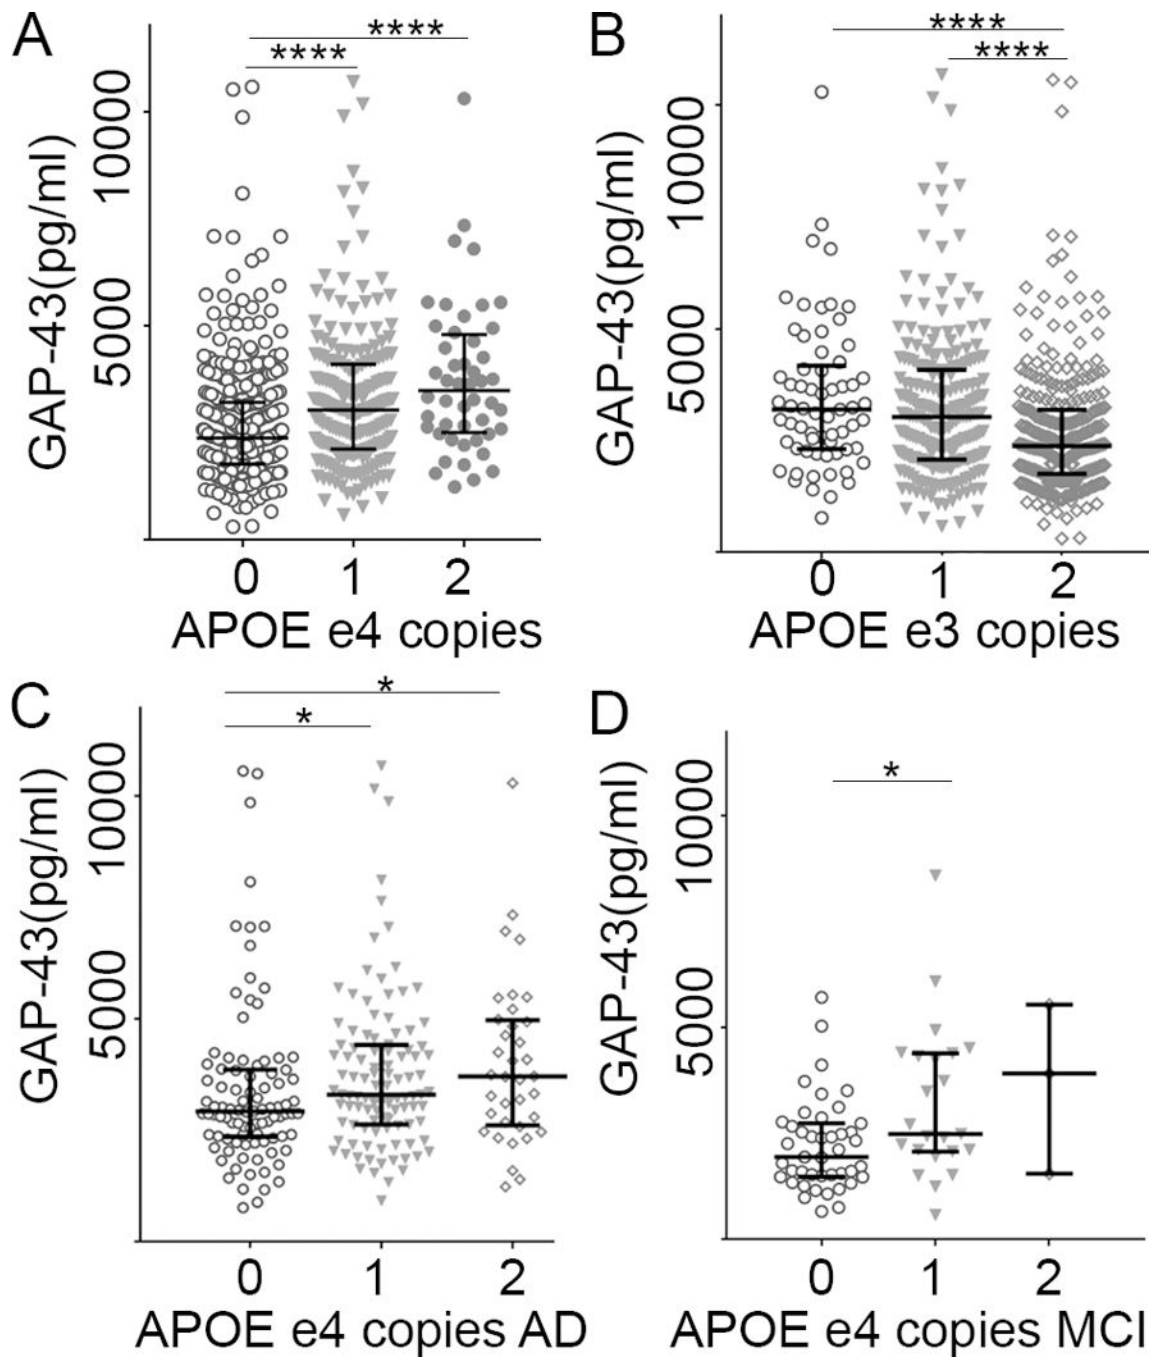 A
****
****
GAP-43(pg/ml)
10000
5000
0 1 2
APOE e4 copies
B
****
****
GAP-43(pg/ml)
10000
5000
0 1 2
APOE e3 copies
C
*
*
GAP-43(pg/ml)
10000
5000
0 1 2
APOE e4 copies AD
D
*
GAP-43(pg/ml)
10000
5000
0 1 2
APOE e4 copies MCI